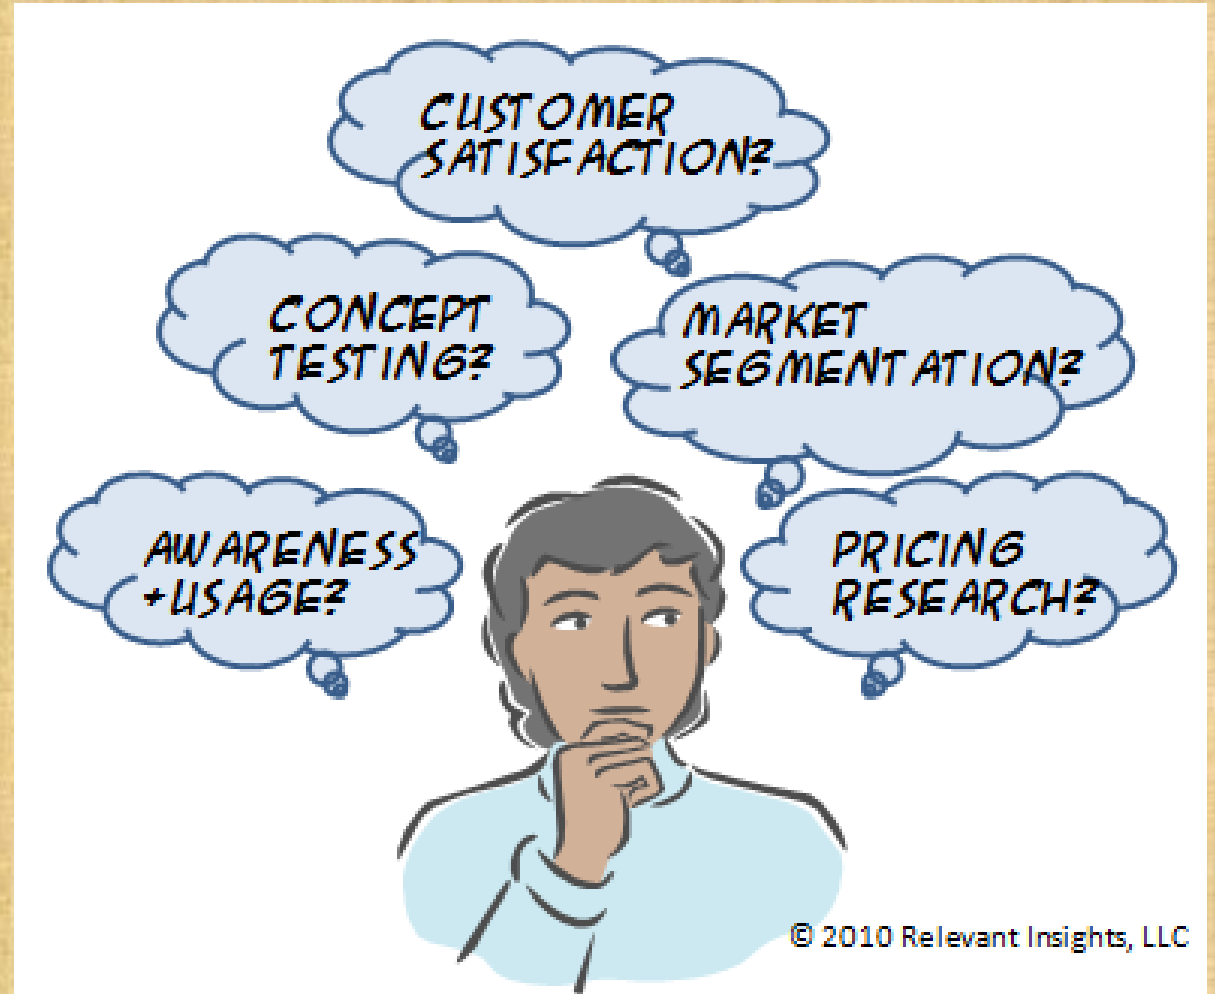 CUSTOMER
SATISFACTION?
CONCEPT
TESTING?
MARKET
SEGMENTATION?
AWARENESS
+USAGE?
PRICING
RESEARCH?
© 2010 Relevant Insights, LLC